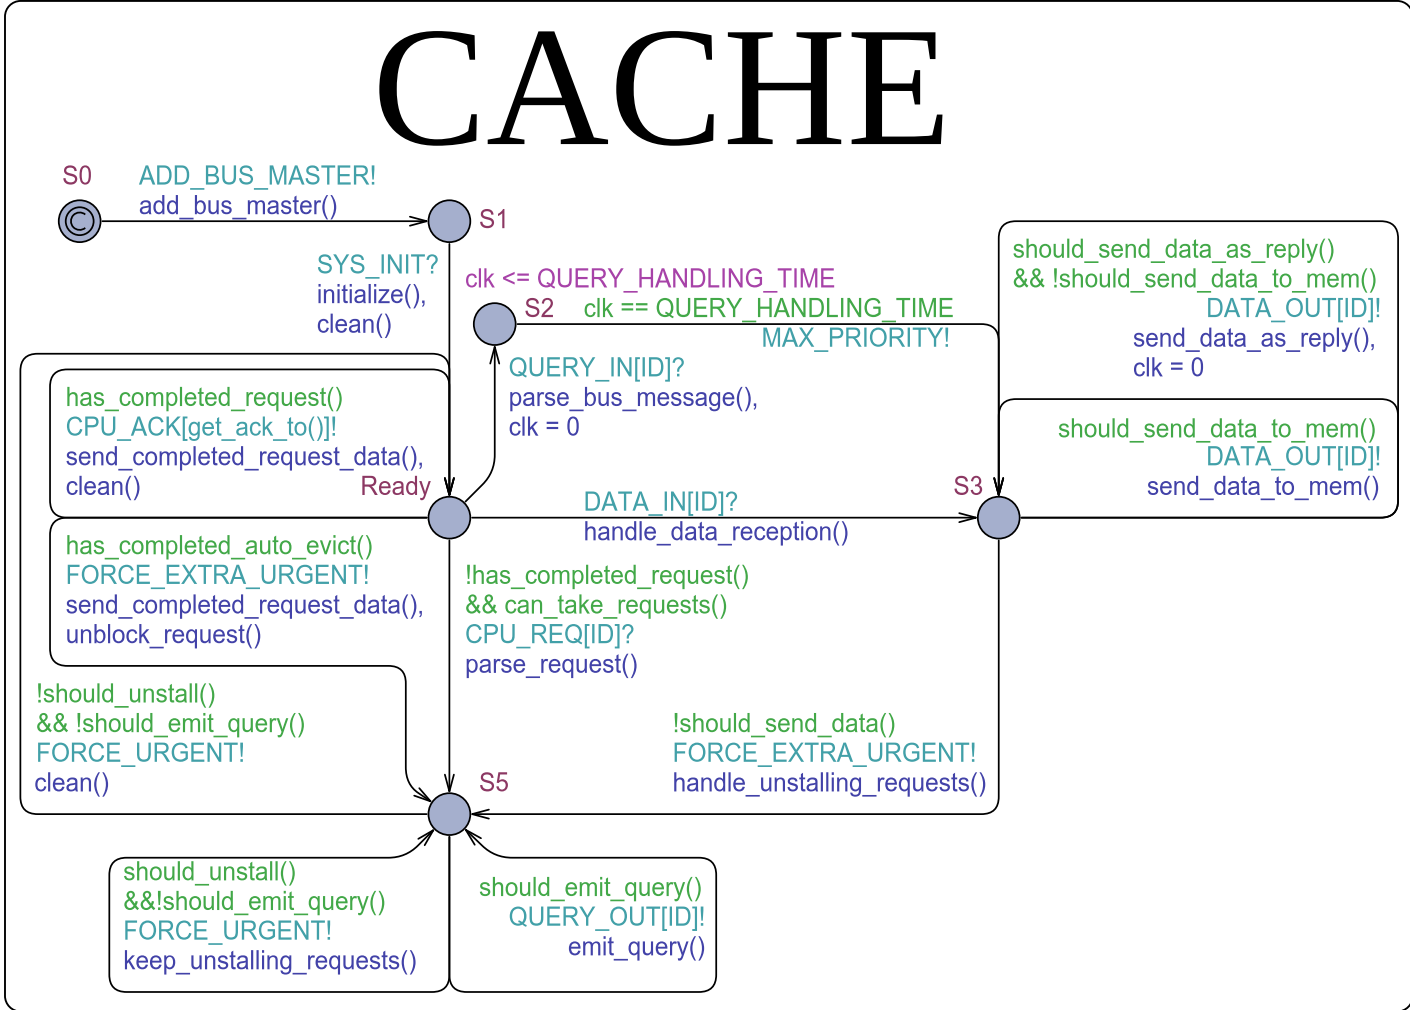 CACHE
S0
ADD_BUS_MASTER!
add_bus_master()
C
S1
SYS_INIT?
initialize(),
clean()
clk <= QUERY_HANDLING_TIME
S2
clk == QUERY_HANDLING_TIME
MAX_PRIORITY!
QUERY_IN[ID]?
parse_bus_message(),
clk = 0
should_send_data_as_reply()
&& !should_send_data_to_mem()
DATA_OUT[ID]!
send_data_as_reply(),
clk = 0
should_send_data_to_mem()
DATA_OUT[ID]!
send_data_to_mem()
has_completed_request()
CPU_ACK[get_ack_to()]!
send_completed_request_data(),
clean()
Ready
DATA_IN[ID]?
handle_data_reception()
S3
has_completed_auto_evict()
FORCE_EXTRA_URGENT!
send_completed_request_data(),
unblock_request()
!has_completed_request()
&& can_take_requests()
CPU_REQ[ID]?
parse_request()
!should_unstall()
&& !should_emit_query()
FORCE_URGENT!
clean()
!should_send_data()
FORCE_EXTRA_URGENT!
handle_unstalling_requests()
S5
should_unstall()
&&!should_emit_query()
FORCE_URGENT!
keep_unstalling_requests()
should_emit_query()
QUERY_OUT[ID]!
emit_query()